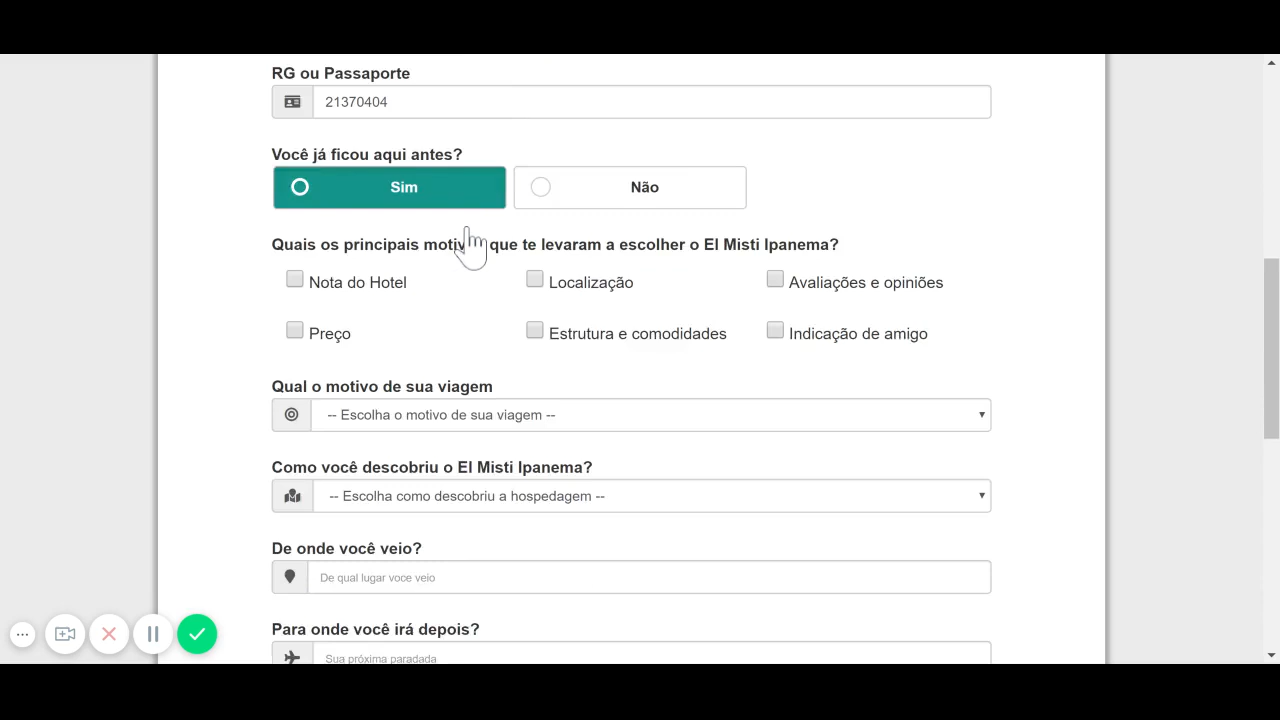 RG ou Passaporte
21370404
Você já ficou aqui antes?
Sim Não
Quais os principais motiv que te levaram a escolher o El Misti Ipanema?
Nota do Hotel Localização Avaliações e opiniões
Preço Estrutura e comodidades Indicação de amigo
Qual o motivo de sua viagem
-- Escolha o motivo de sua viagem --
Como você descobriu o El Misti Ipanema?
-- Escolha como descobriu a hospedagem --
De onde você veio?
De qual lugar voce veio
Para onde você irá depois?
Sua próxima paradada